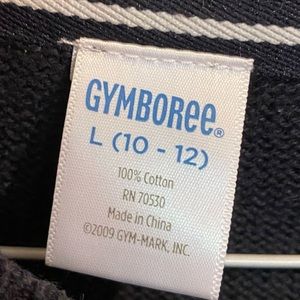 GYMBORee®
L (10 - 12)
100% Cotton
RN 70530
Made in China
©2009 GYM-MARK, INC.